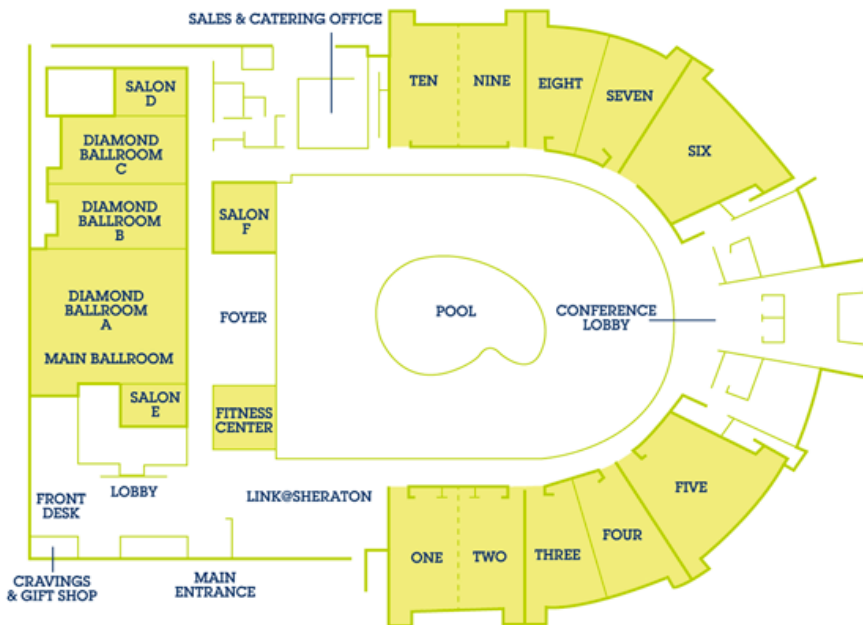 SALES & CATERING OFFICE
TEN
NINE
EIGHT
SEVEN
SIX
SALON
D
DIAMOND
BALLROOM
C
DIAMOND
BALLROOM
B
SALON
F
DIAMOND
BALLROOM
A
MAIN BALLROOM
FOYER
POOL
CONFERENCE
LOBBY
SALON
E
FITNESS
CENTER
FRONT
DESK
LOBBY
LINK@SHERATON
FIVE
FOUR
THREE
TWO
ONE
CRAVINGS
& GIFT SHOP
MAIN
ENTRANCE